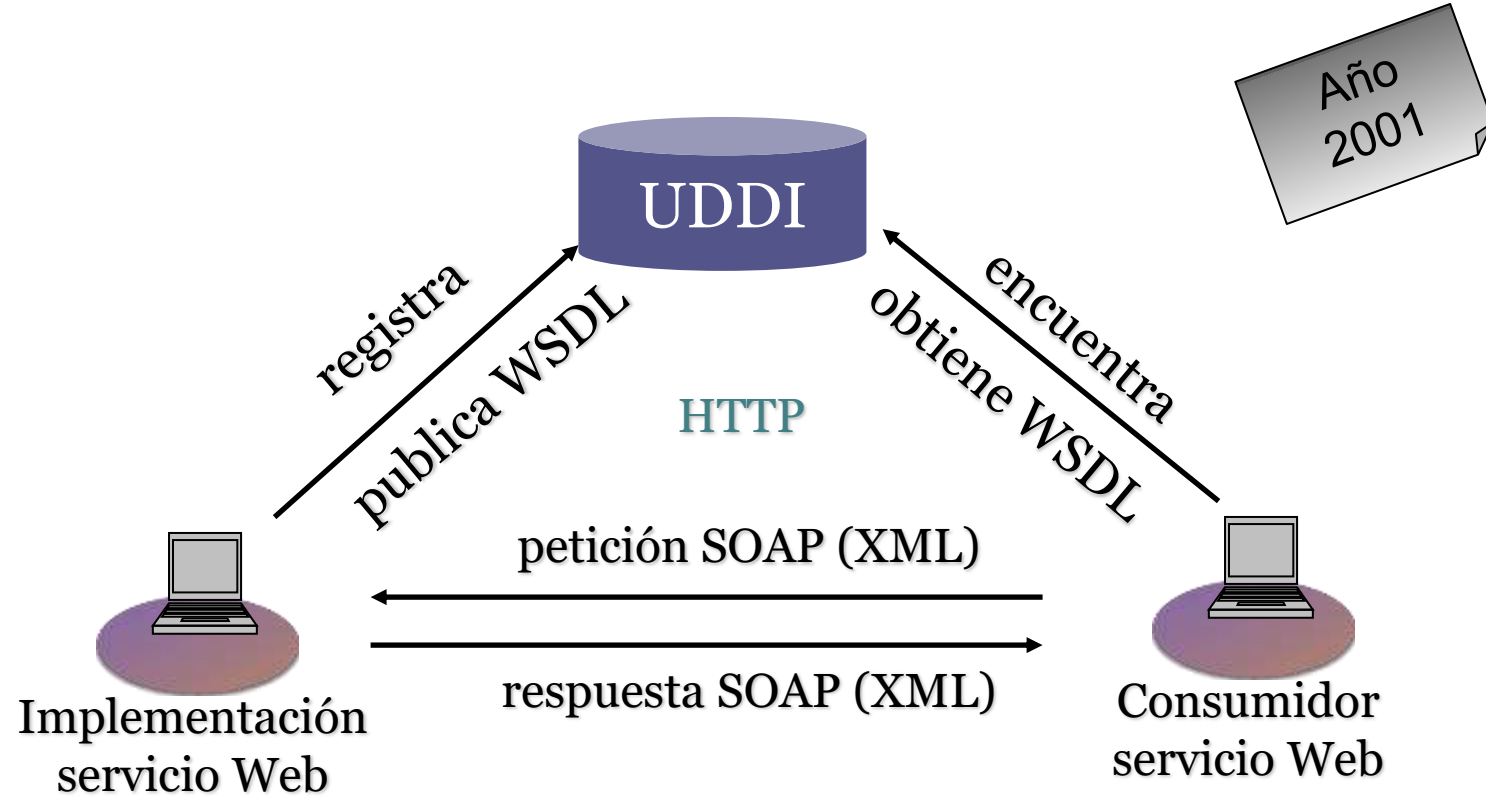 Año
2001
UDDI
registra
publica WSDL
encuentra
obtiene WSDL
HTTP
petición SOAP (XML)
respuesta SOAP (XML)
Implementación
servicio Web
Consumidor
servicio Web